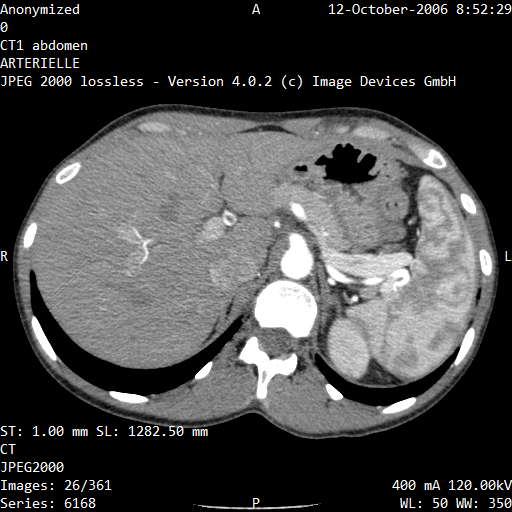 Anonymized A 12-October-2006 8:52:29
0
CT1 abdomen
ARTERIELLE
JPEG 2000 lossless - Version 4.0.2 (c) Image Devices GmbH
R L
ST: 1.00 mm SL: 1282.50 mm
CT
JPEG2000
Images: 26/361 400 mA 120.00kV
Series: 6168 P WL: 50 WW: 350